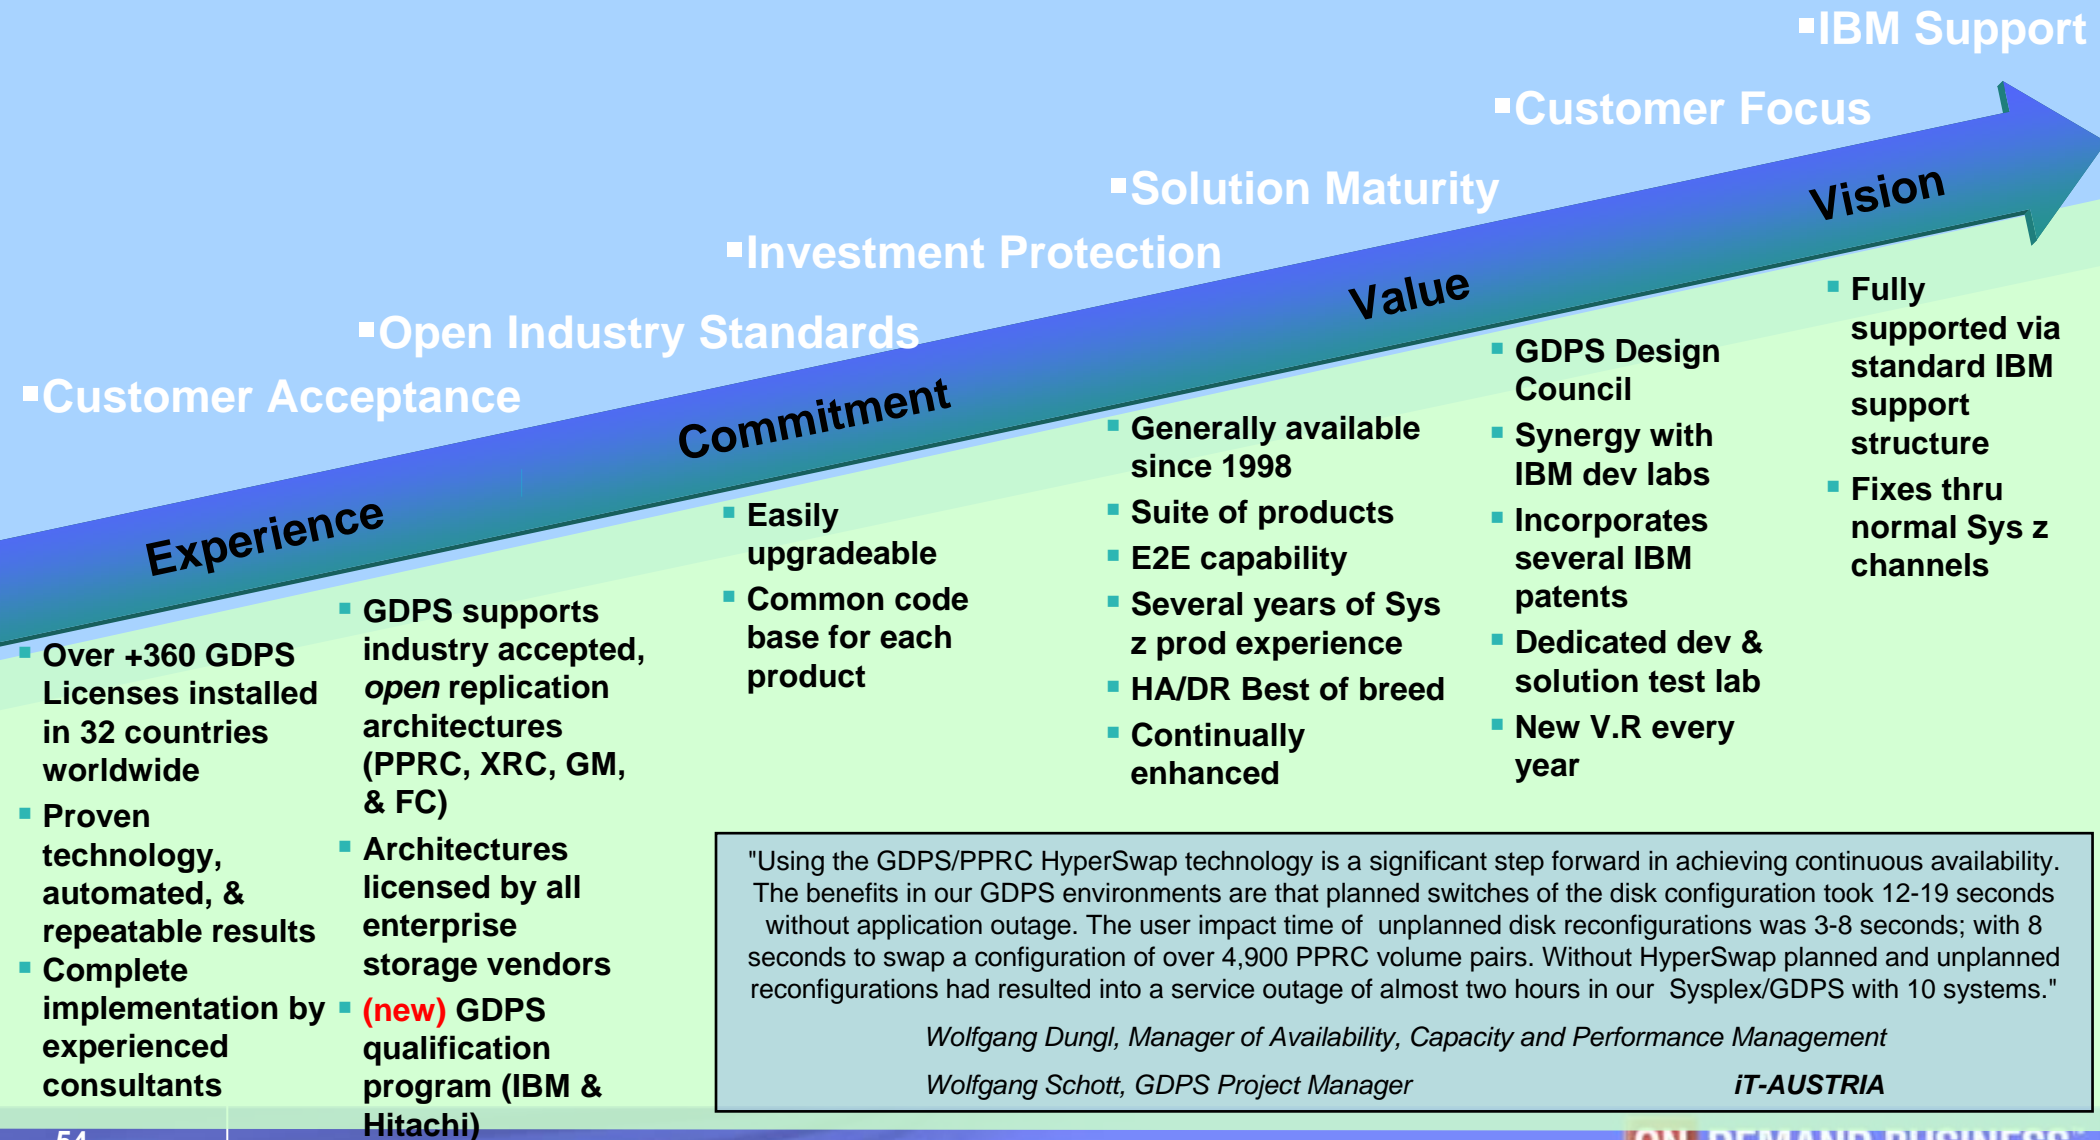 ▪IBM Support
▪Customer Focus
▪Solution Maturity
▪Investment Protection
▪Open Industry Standards
▪Customer Acceptance
Experience
Commitment
Value
Vision
▪ Over +360 GDPS
Licenses installed
in 32 countries
worldwide
▪ Proven
technology,
automated, &
repeatable results
▪ Complete
implementation by
experienced
consultants
▪ GDPS supports
industry accepted,
open replication
architectures
(PPRC, XRC, GM,
& FC)
▪ Architectures
licensed by all
enterprise
storage vendors
▪ (new) GDPS
qualification
program (IBM &
Hitachi)
▪ Easily
upgradeable
▪ Common code
base for each
product
▪ Generally available
since 1998
▪ Suite of products
▪ E2E capability
▪ Several years of Sys
z prod experience
▪ HA/DR Best of breed
▪ Continually
enhanced
▪ GDPS Design
Council
▪ Synergy with
IBM dev labs
▪ Incorporates
several IBM
patents
▪ Dedicated dev &
solution test lab
▪ New V.R every
year
▪ Fully
supported via
standard IBM
support
structure
▪ Fixes thru
normal Sys z
channels
"Using the GDPS/PPRC HyperSwap technology is a significant step forward in achieving continuous availability.
The benefits in our GDPS environments are that planned switches of the disk configuration took 12-19 seconds
without application outage. The user impact time of unplanned disk reconfigurations was 3-8 seconds; with 8
seconds to swap a configuration of over 4,900 PPRC volume pairs. Without HyperSwap planned and unplanned
reconfigurations had resulted into a service outage of almost two hours in our Sysplex/GDPS with 10 systems."
Wolfgang Dungl, Manager of Availability, Capacity and Performance Management
Wolfgang Schott, GDPS Project Manager iT-AUSTRIA
54
ON DEMAND BUSINESS